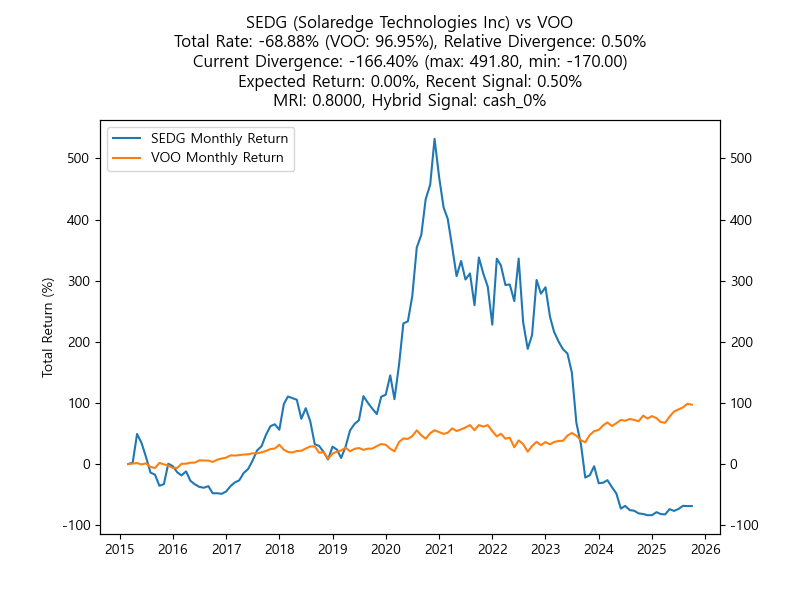 SEDG (Solaredge Technologies Inc) vs VOO
Total Rate: -68.88% (VOO: 96.95%), Relative Divergence: 0.50%
Current Divergence: -166.40% (max: 491.80, min: -170.00)
Expected Return: 0.00%, Recent Signal: 0.50%
MRI: 0.8000, Hybrid Signal: cash_0%
SEDG Monthly Return
VOO Monthly Return
Total Return (%)
500
400
300
200
100
0
-100
500
400
300
200
100
0
-100
2015 2016 2017 2018 2019 2020 2021 2022 2023 2024 2025 2026